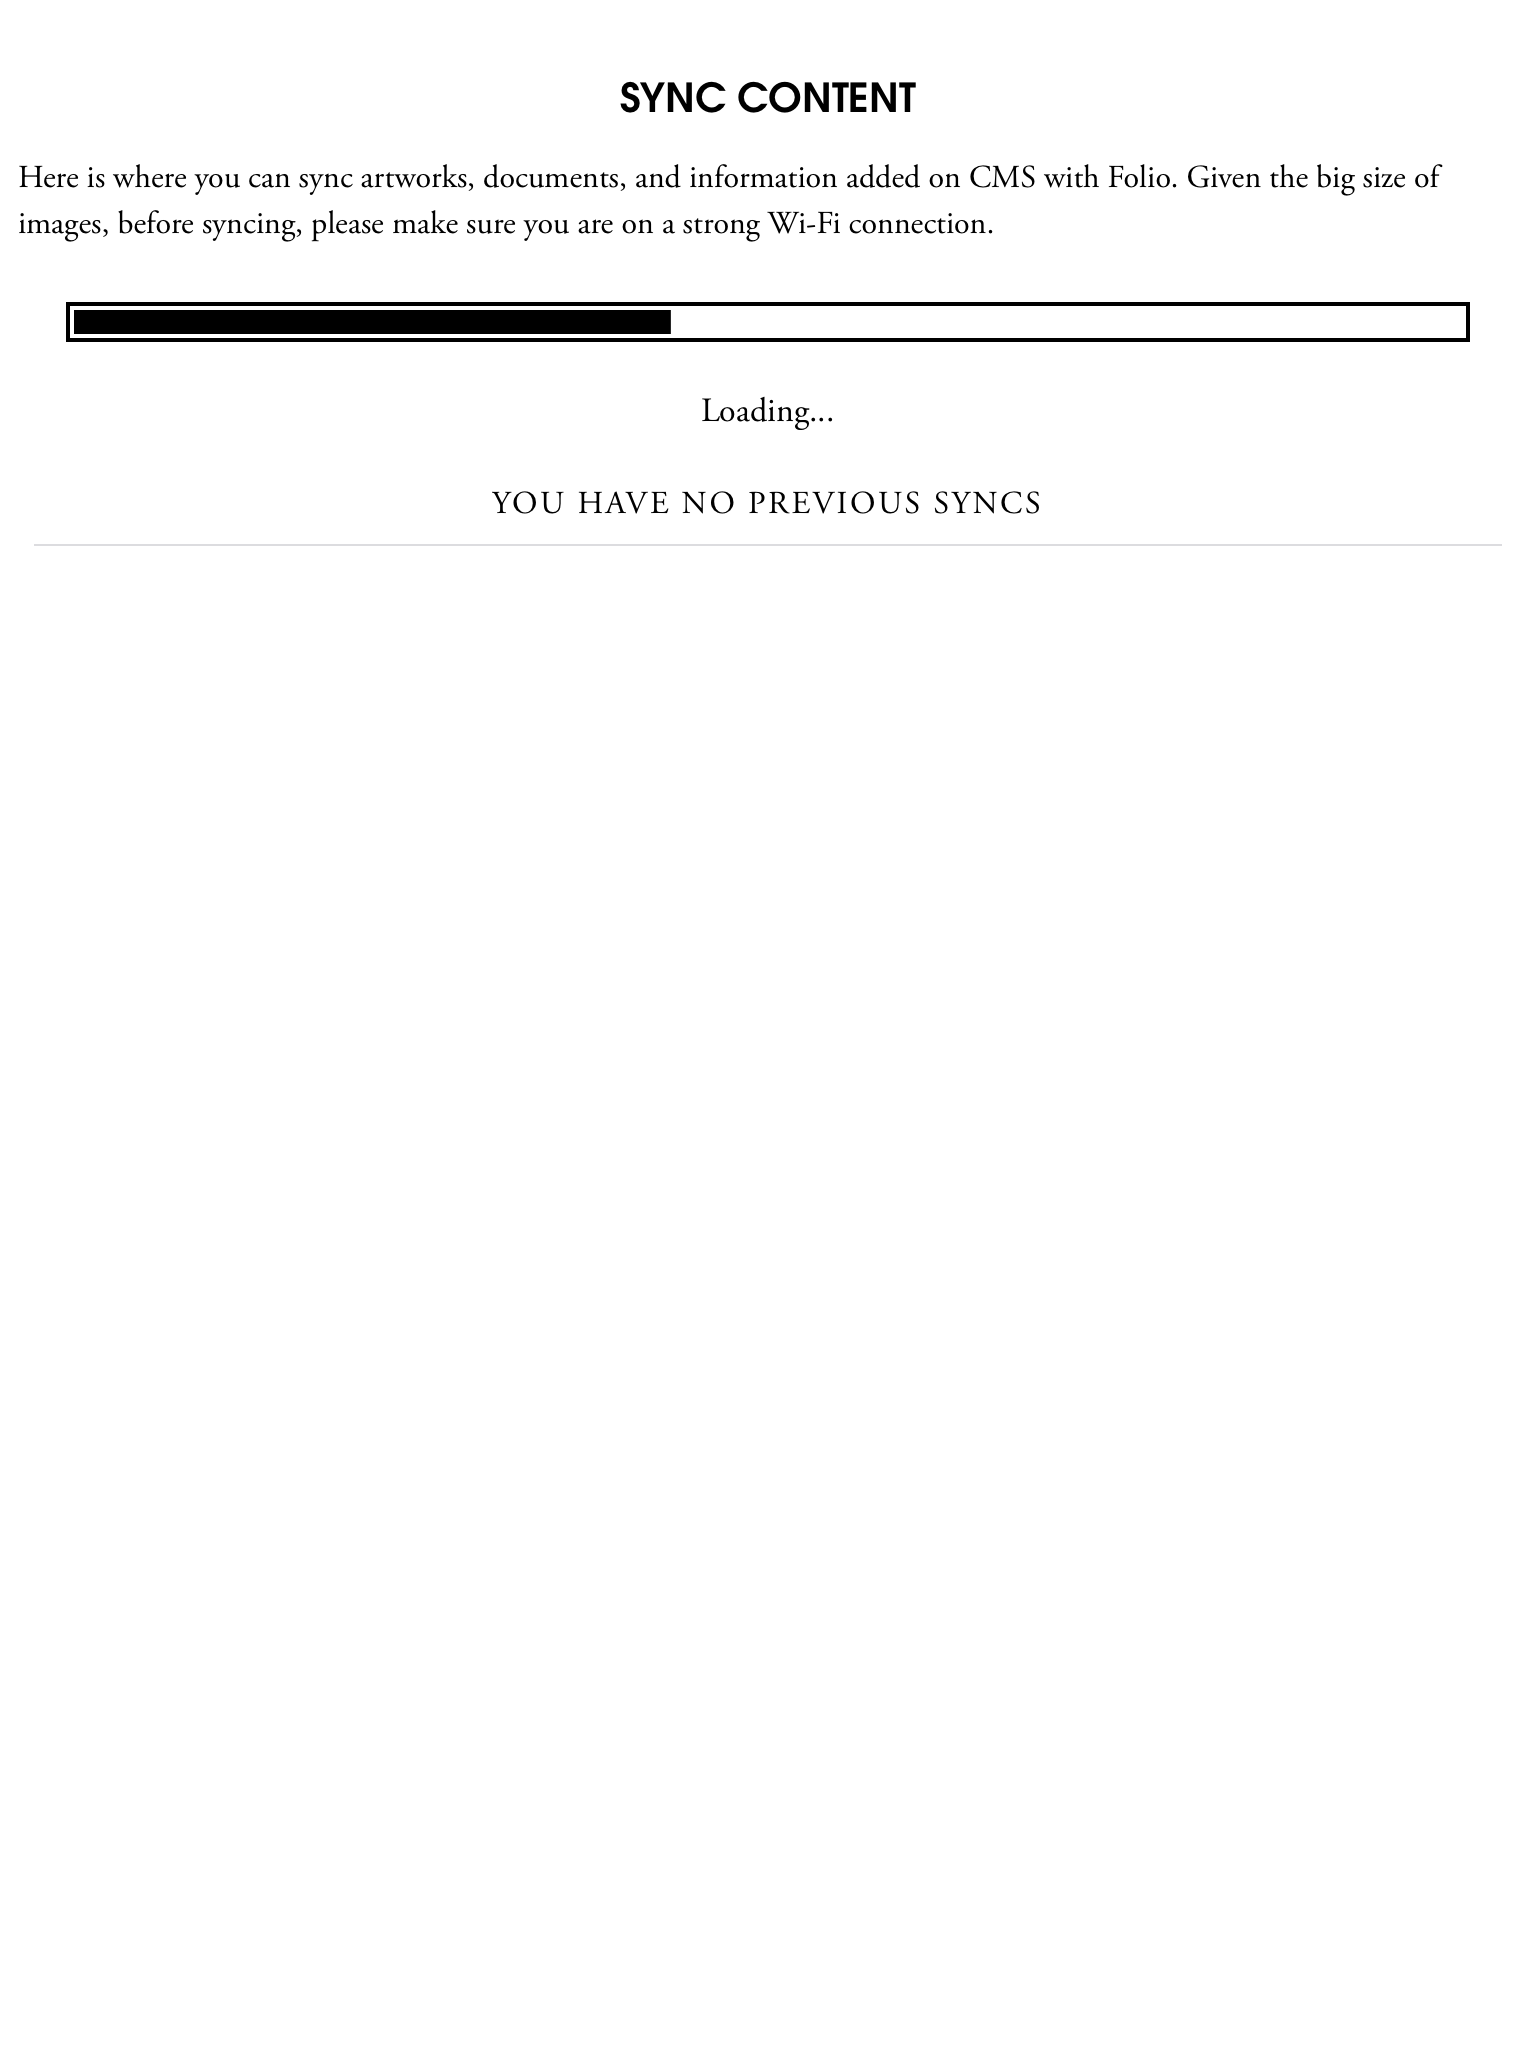 SYNC CONTENT
Here is where you can sync artworks, documents, and information added on CMS with Folio. Given the big size of
images, before syncing, please make sure you are on a strong Wi-Fi connection.
Loading...
YOU HAVE NO PREVIOUS SYNCS